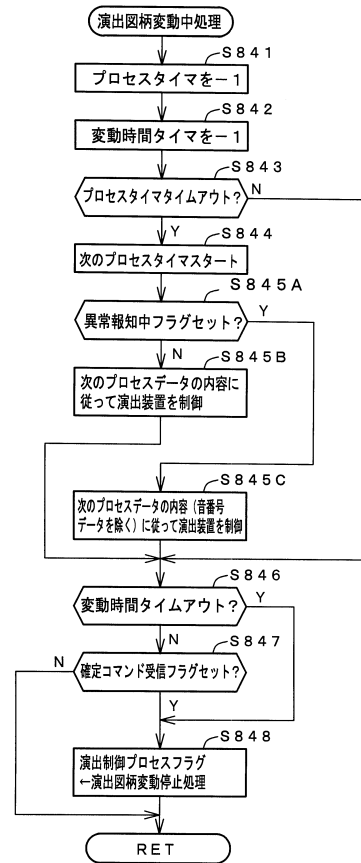 演出図柄変動中処理
S841
プロセスタイマを－1
S842
変動時間タイマを－1
S843
プロセスタイマタイムアウト？
N
Y
S844
次のプロセスタイマスタート
S845A
異常報知中フラグセット？
Y
N
S845B
次のプロセスデータの内容に
従って演出装置を制御
S845C
次のプロセスデータの内容（音番号
データを除く）に従って演出装置を制御
S846
変動時間タイムアウト？
Y
N
S847
N
確定コマンド受信フラグセット？
Y
S848
演出制御プロセスフラグ
←演出図柄変動停止処理
RET